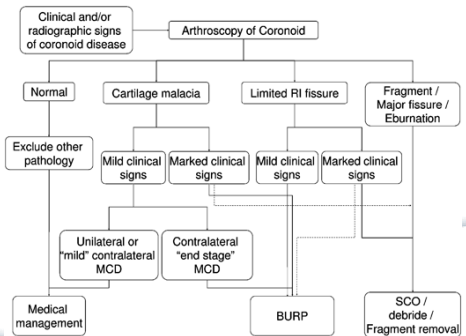 Clinical and/or
radiographic signs
of coronoid disease
Arthroscopy of Coronoid
Normal
Cartilage malacia
Limited RI fissure
Fragment /
Major fissure /
Eburnation
Exclude other
pathology
Mild clinical
signs
Marked clinical
signs
Mild clinical
signs
Marked clinical
signs
Unilateral or
“mild” contralateral
MCD
Contralateral
“end stage”
MCD
Medical
management
BURP
SCO /
debride /
Fragment removal